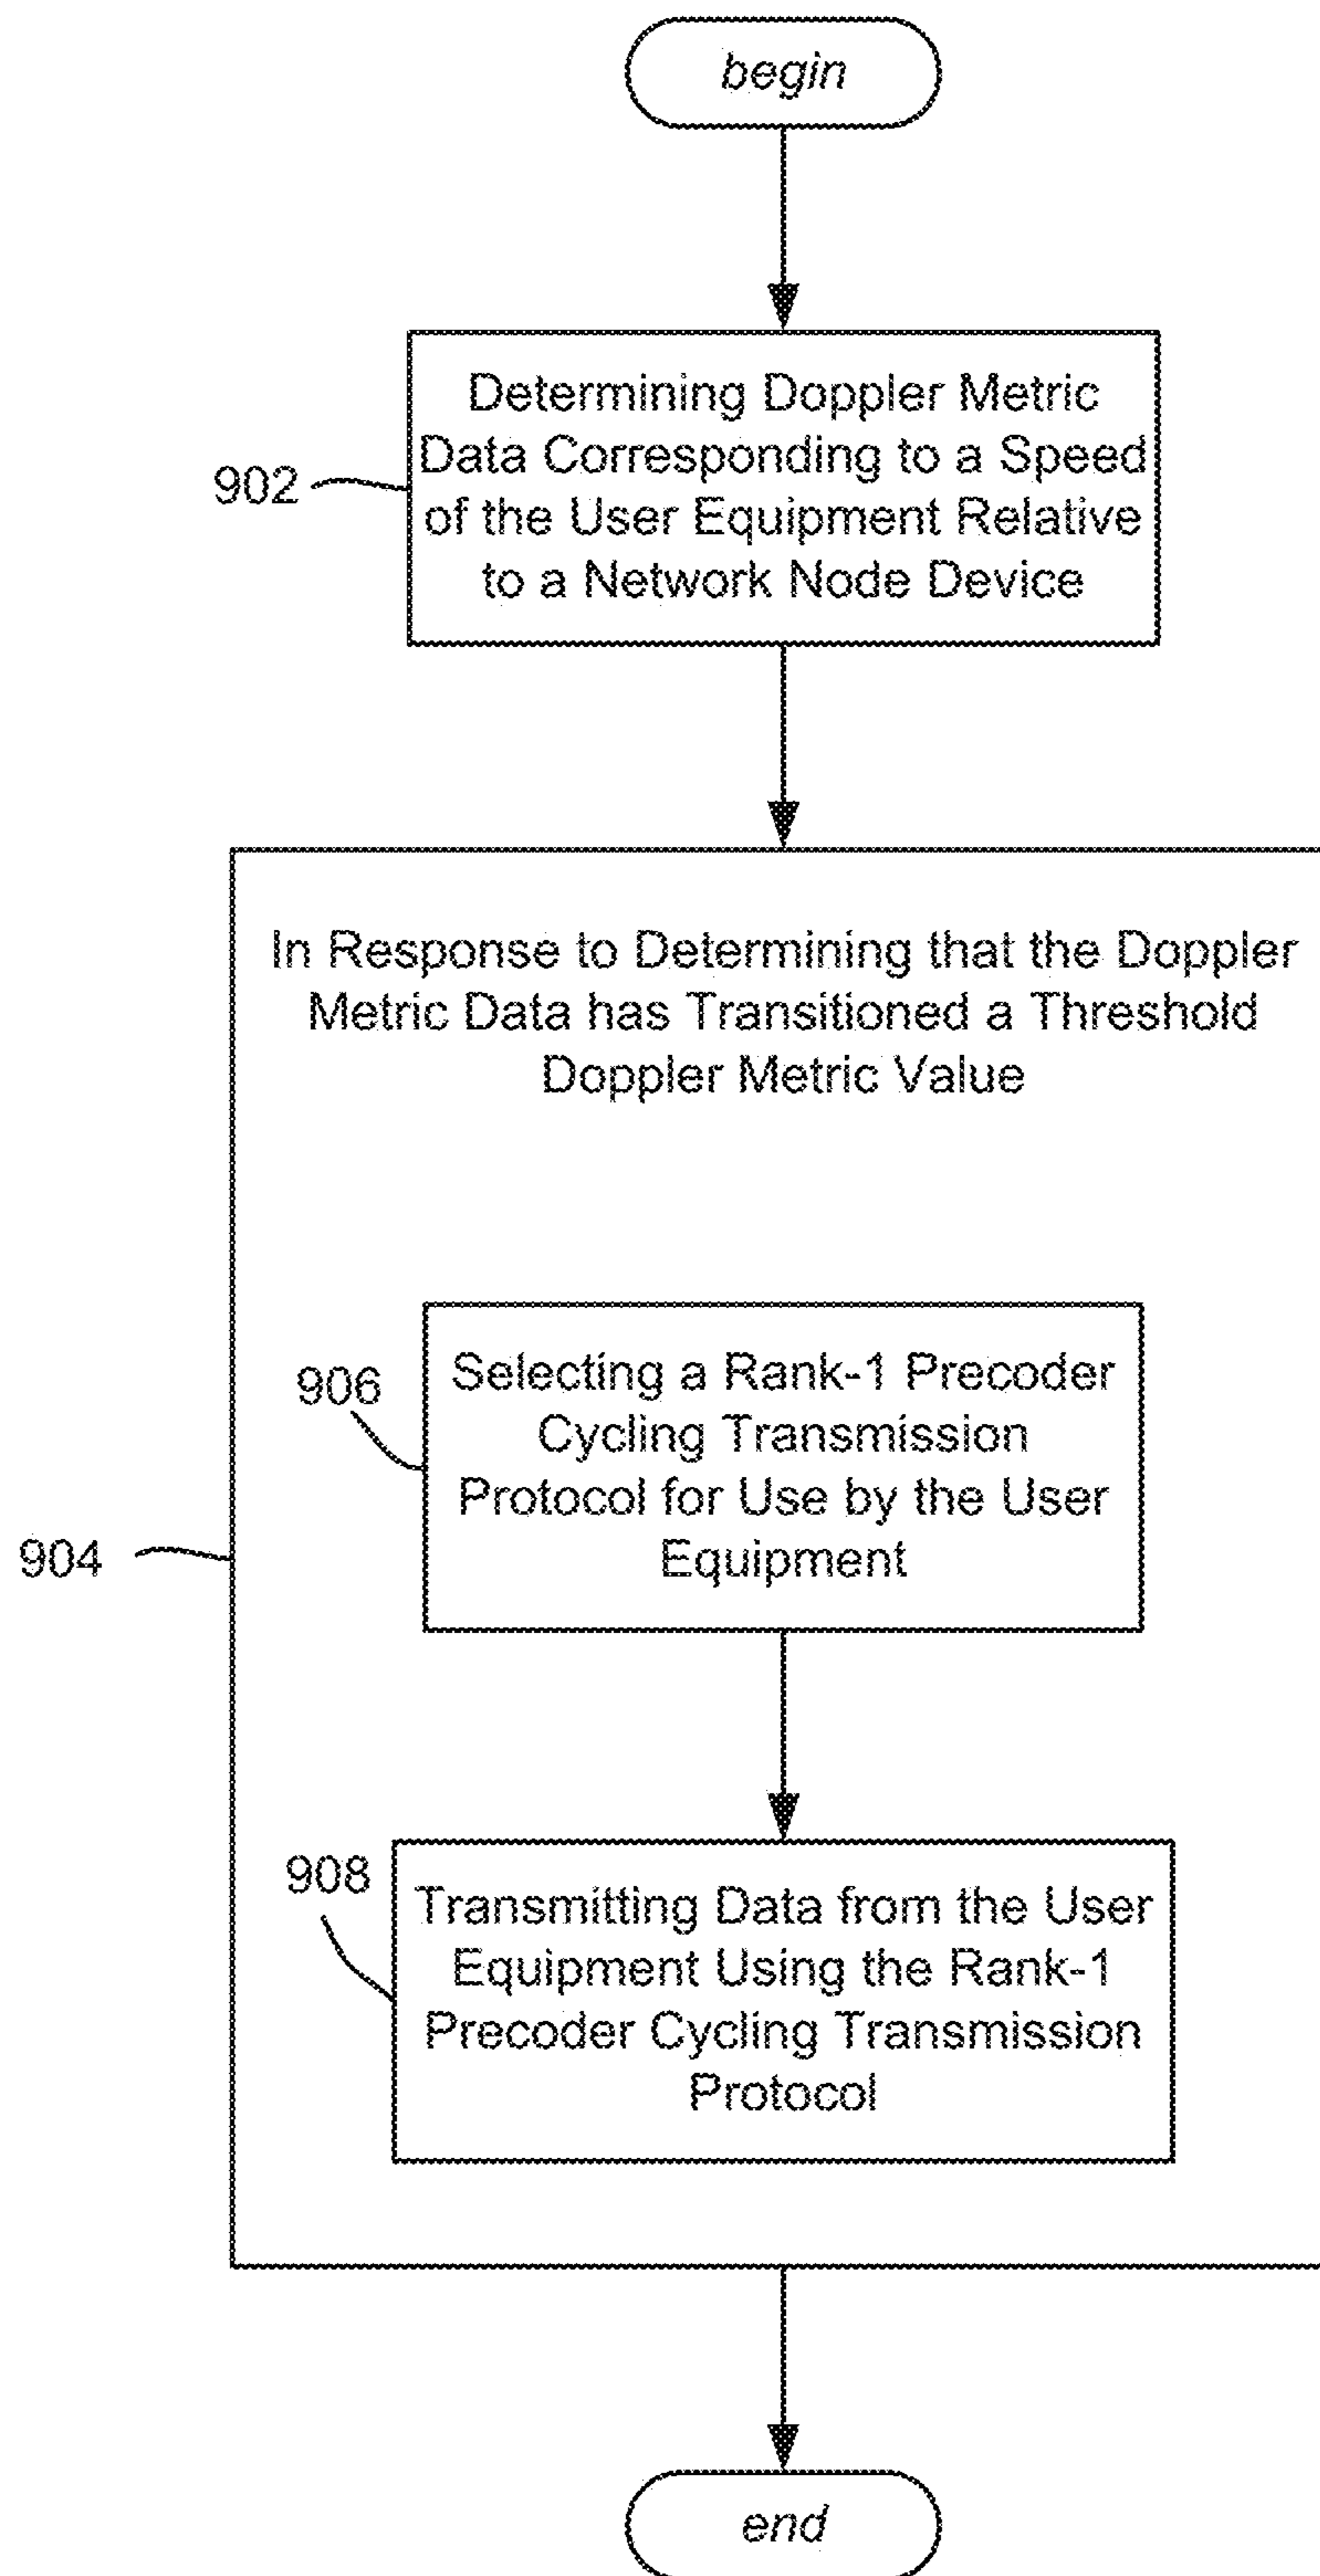 begin
902
Determining Doppler Metric
Data Corresponding to a Speed
of the User Equipment Relative
to a Network Node Device
904
In Response to Determining that the Doppler
Metric Data has Transitioned a Threshold
Doppler Metric Value
906
Selecting a Rank-1 Precoder
Cycling Transmission
Protocol for Use by the User
Equipment
908
Transmitting Data from the User
Equipment Using the Rank-1
Precoder Cycling Transmission
Protocol
end